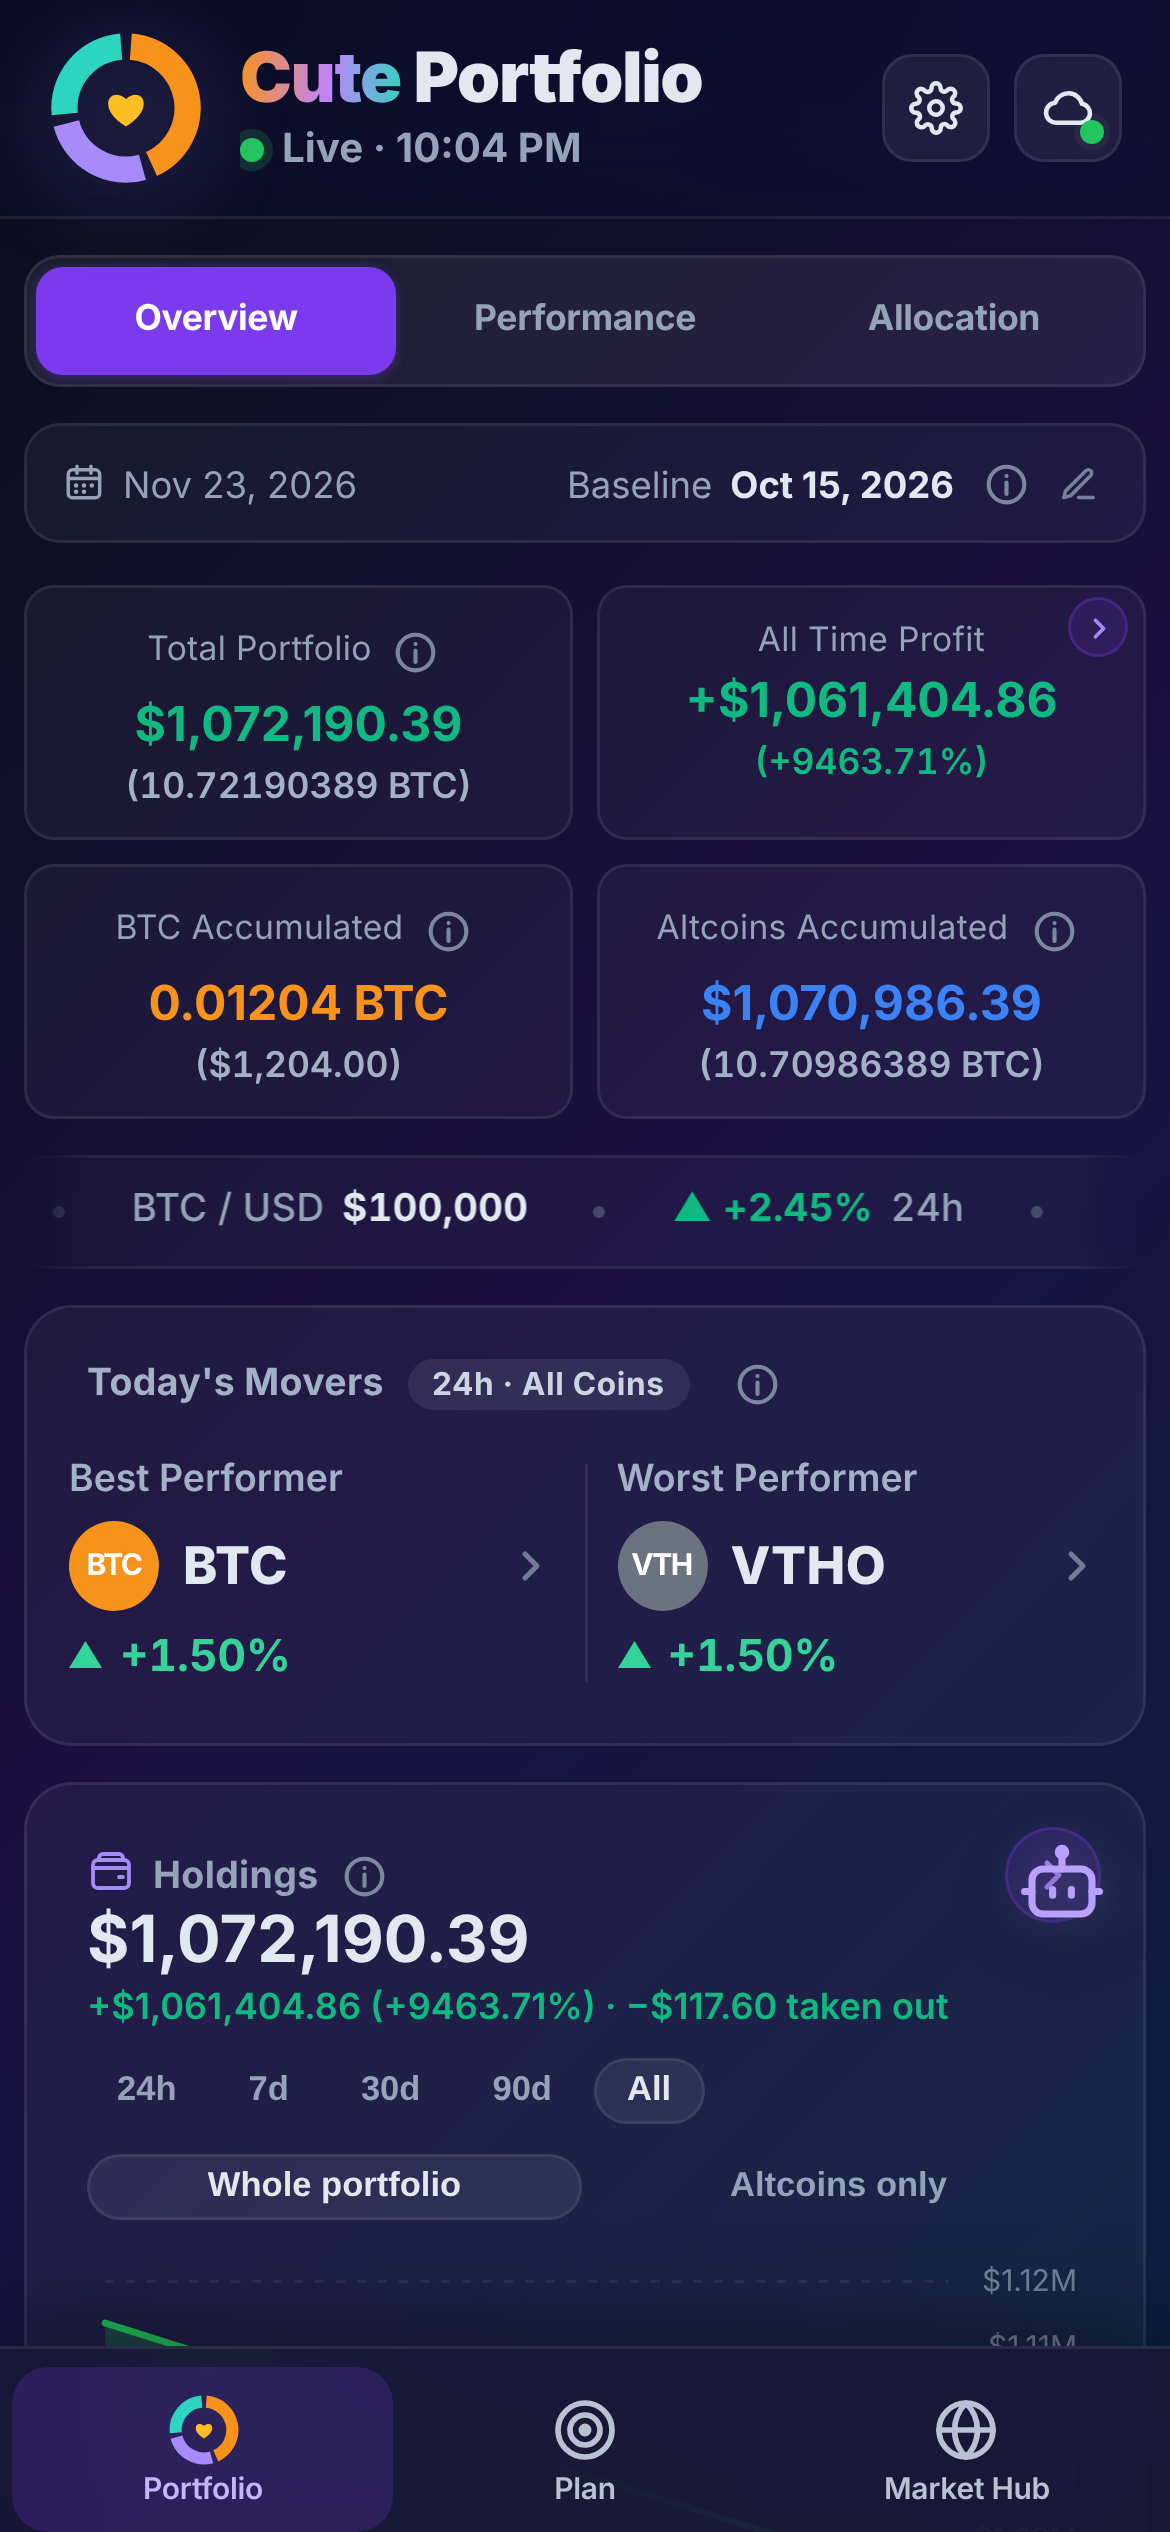 Cute Portfolio
Live · 10:04 PM
Overview
Performance
Allocation
Nov 23, 2026
Baseline Oct 15, 2026
Total Portfolio
$1,072,190.39
(10.72190389 BTC)
All Time Profit
+$1,061,404.86
(+9463.71%)
BTC Accumulated
0.01204 BTC
($1,204.00)
Altcoins Accumulated
$1,070,986.39
(10.70986389 BTC)
BTC / USD $100,000 • ▲ +2.45% 24h •
Today's Movers
24h · All Coins
Best Performer
BTC BTC
▲ +1.50%
Worst Performer
VTH VTHO
▲ +1.50%
Holdings
$1,072,190.39
+$1,061,404.86 (+9463.71%) · −$117.60 taken out
24h 7d 30d 90d All
Whole portfolio
Altcoins only
$1.12M
$1.11M
Portfolio
Plan
Market Hub